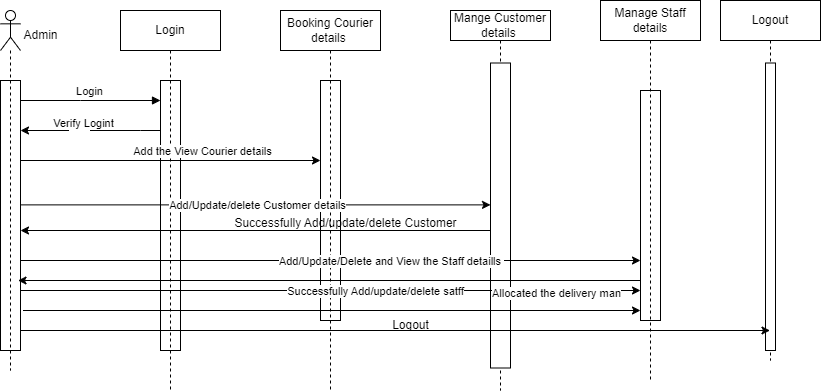 Admin
Login
Booking Courier
details
Mange Customer
details
Manage Staff
details
Logout
Login
Verify Logint
Add the View Courier details
Add/Update/delete Customer details
Successfully Add/update/delete Customer
Add/Update/Delete and View the Staff detaills
Successfully Add/update/delete satff
Allocated the delivery man
Logout